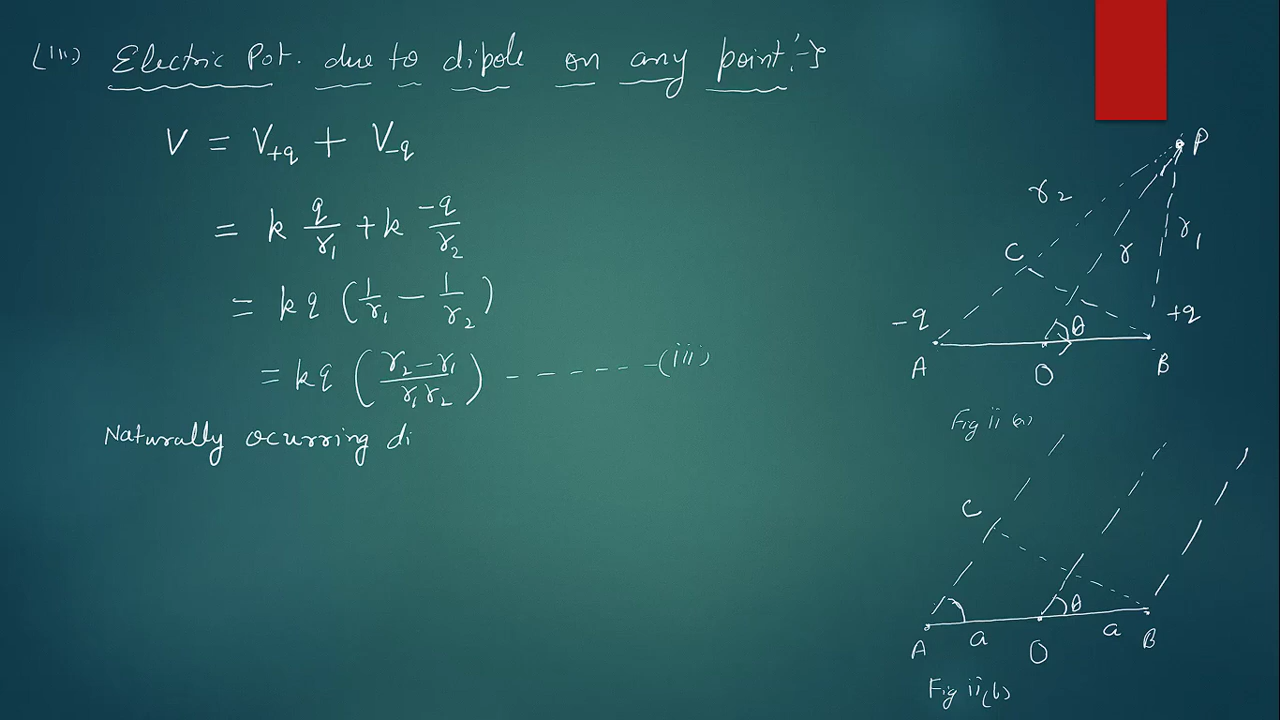 (iii) Electric Pot. due to dipole on any point :-
V = V+q + V-q
= k q/r₁ + k -q/r₂
= kq (1/r₁ - 1/r₂)
= kq (r₂-r₁/r₁r₂) - - - - - - -(iii)
Naturally ocurring di
P
r₂
r₁
r
C
-q
+q
θ
A
O
B
Fig ii (a)
C
θ
A
a
O
a
B
Fig ii(b)